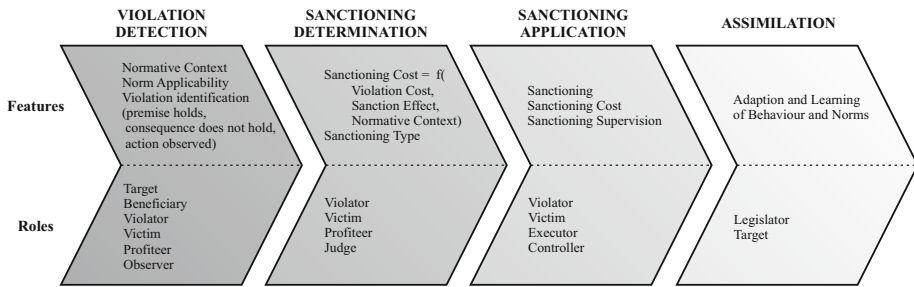 VIOLATION
DETECTION
SANCTIONING
DETERMINATION
SANCTIONING
APPLICATION
ASSIMILATION
Features
Normative Context
Norm Applicability
Violation identification
(premise holds,
consequence does not hold,
action observed)
Sanctioning Cost = f(
Violation Cost,
Sanction Effect,
Normative Context)
Sanctioning Type
Sanctioning
Sanctioning Cost
Sanctioning Supervision
Adaption and Learning
of Behaviour and Norms
Roles
Target
Beneficiary
Violator
Victim
Profiteer
Observer
Violator
Victim
Profiteer
Judge
Violator
Victim
Executor
Controller
Legislator
Target